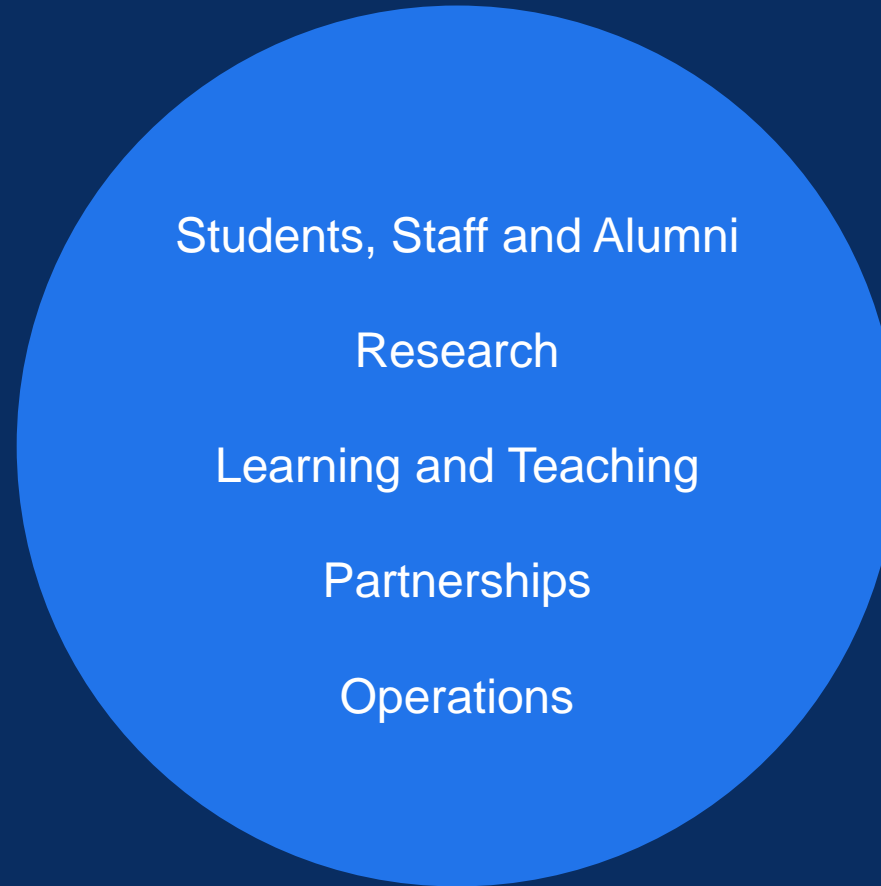 Students, Staff and Alumni
Research
Learning and Teaching
Partnerships
Operations